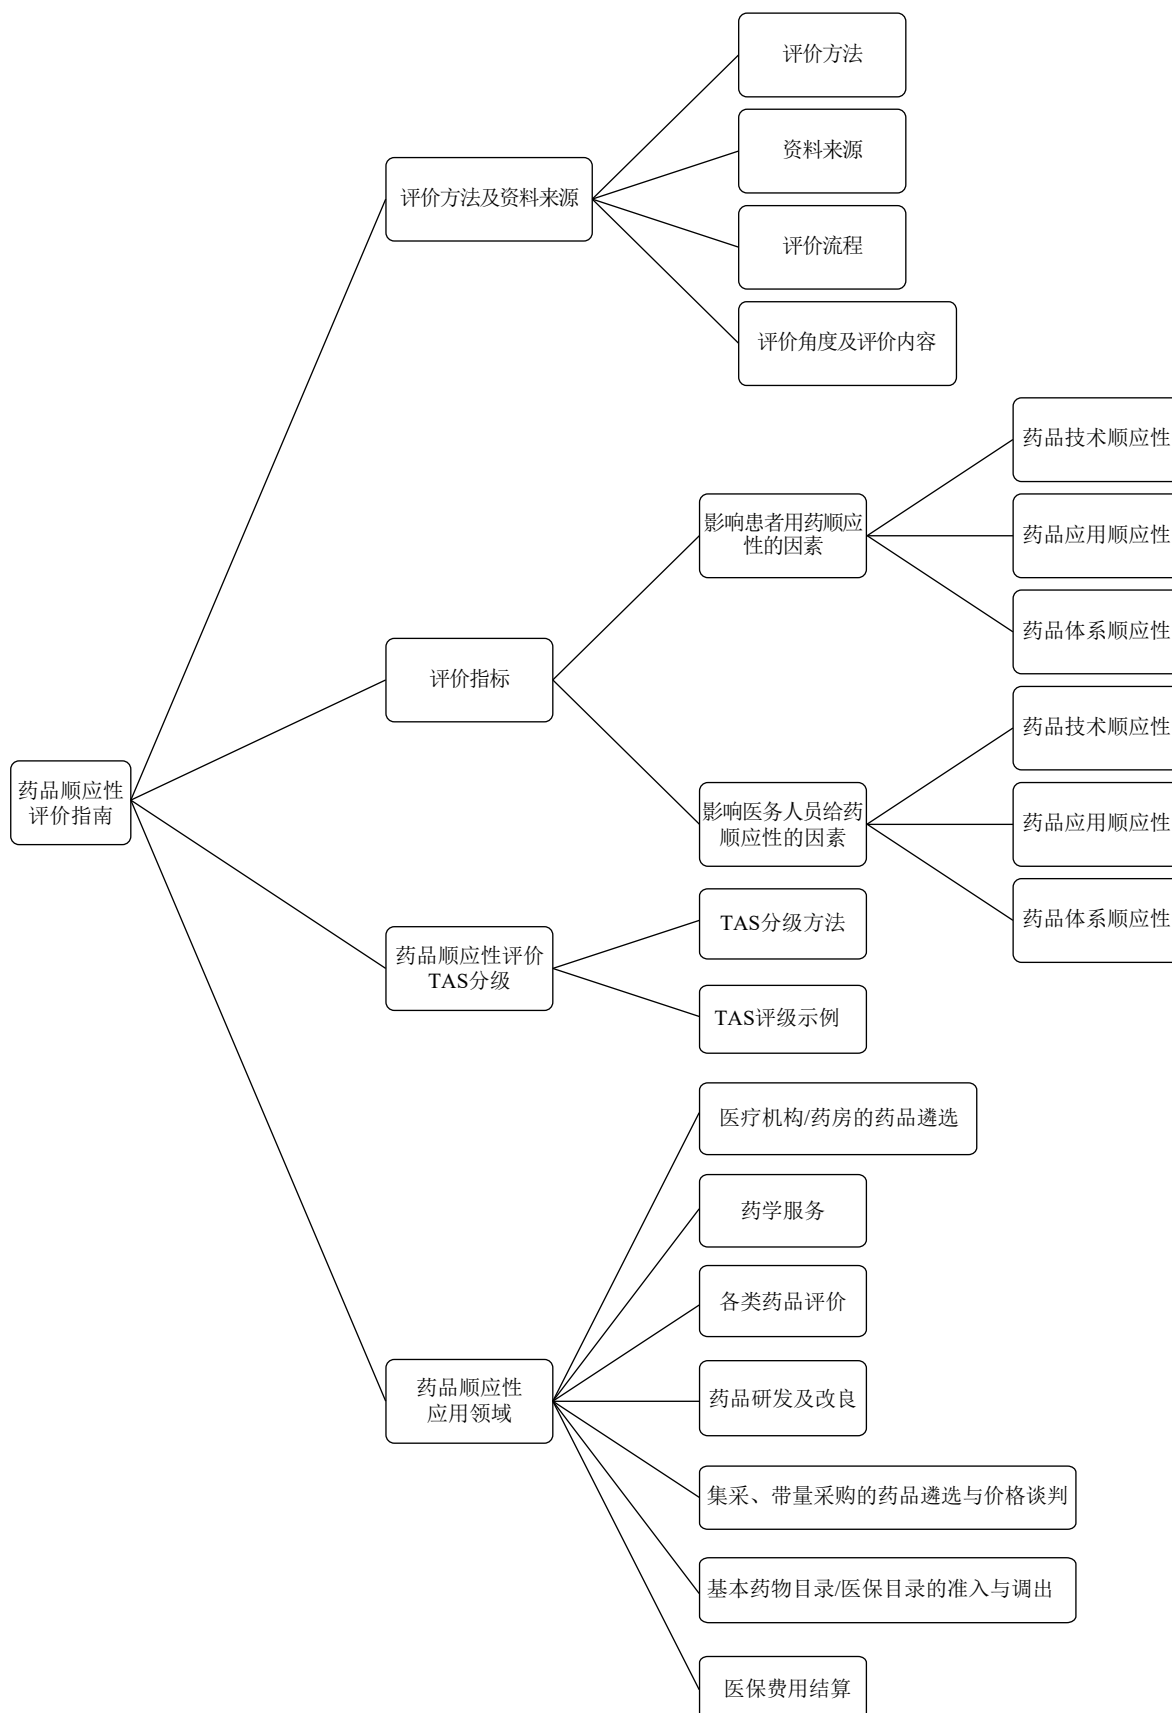 药品顺应性
评价指南
评价方法及资料来源
评价方法
资料来源
评价流程
评价角度及评价内容
评价指标
影响患者用药顺应
性的因素
药品技术顺应性
药品应用顺应性
药品体系顺应性
影响医务人员给药
顺应性的因素
药品技术顺应性
药品应用顺应性
药品体系顺应性
药品顺应性评价
TAS分级
TAS分级方法
TAS评级示例
药品顺应性
应用领域
医疗机构/药房的药品遴选
药学服务
各类药品评价
药品研发及改良
集采、带量采购的药品遴选与价格谈判
基本药物目录/医保目录的准入与调出
医保费用结算